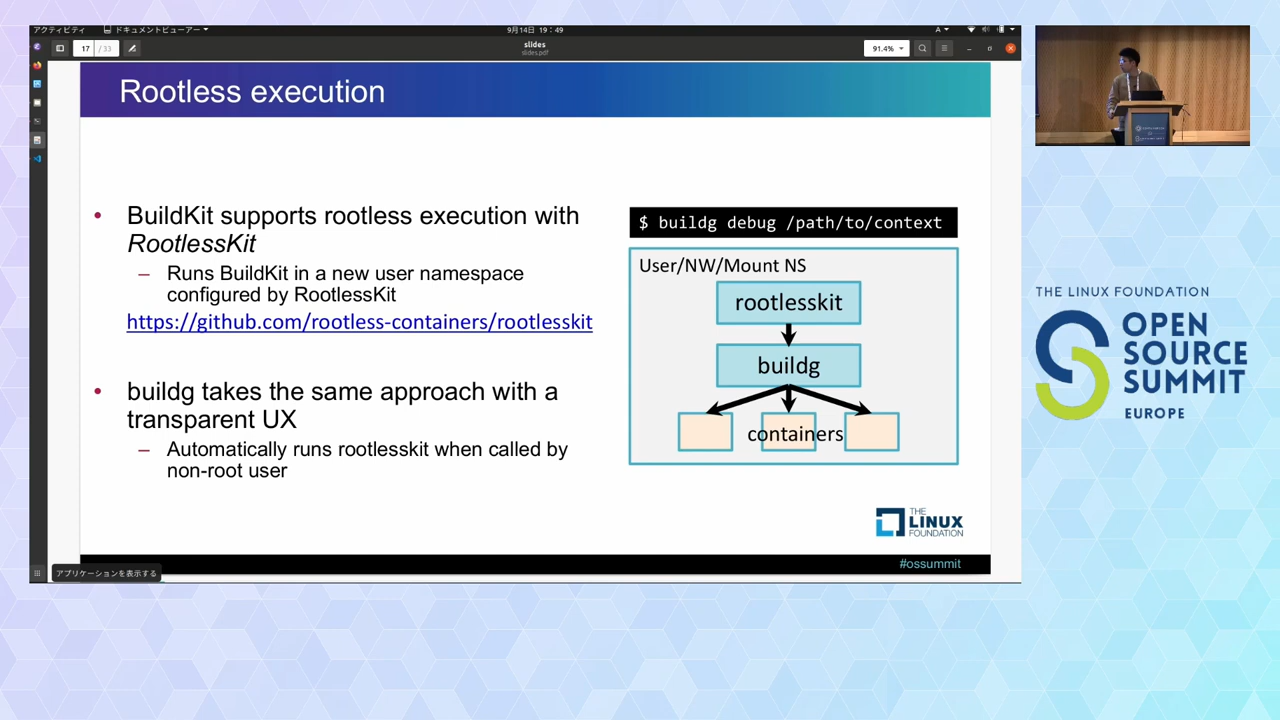 アクティビティ
ドキュメントビューアー
9月14日 19：49
A
17 / 33
slides
slides.pdf
91.4%
Rootless execution
• BuildKit supports rootless execution with
RootlessKit
– Runs BuildKit in a new user namespace
configured by RootlessKit
https://github.com/rootless-containers/rootlesskit
• buildg takes the same approach with a
transparent UX
– Automatically runs rootlesskit when called by
non-root user
$ buildg debug /path/to/context
User/NW/Mount NS
rootlesskit
buildg
containers
THE
LINUX
FOUNDATION
#ossummit
アプリケーションを表示する
THE LINUX FOUNDATION
OPEN
SOURCE
SUMMIT
EUROPE